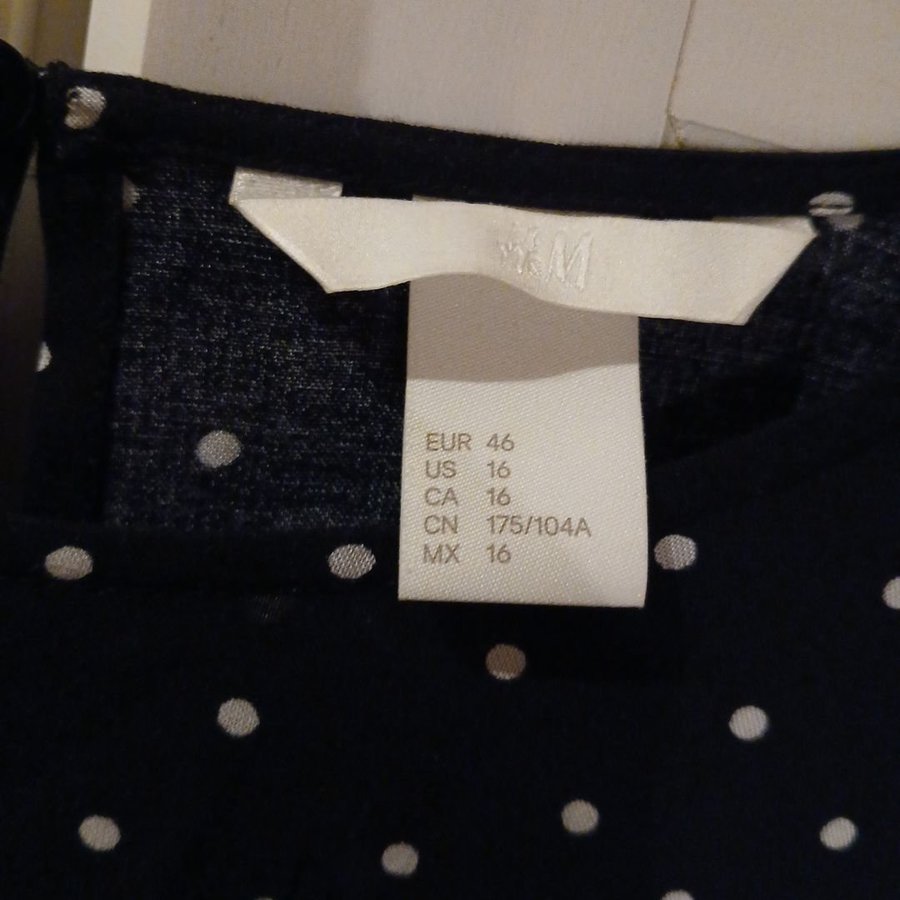 H&M
EUR 46
US 16
CA 16
CN 175/104A
MX 16